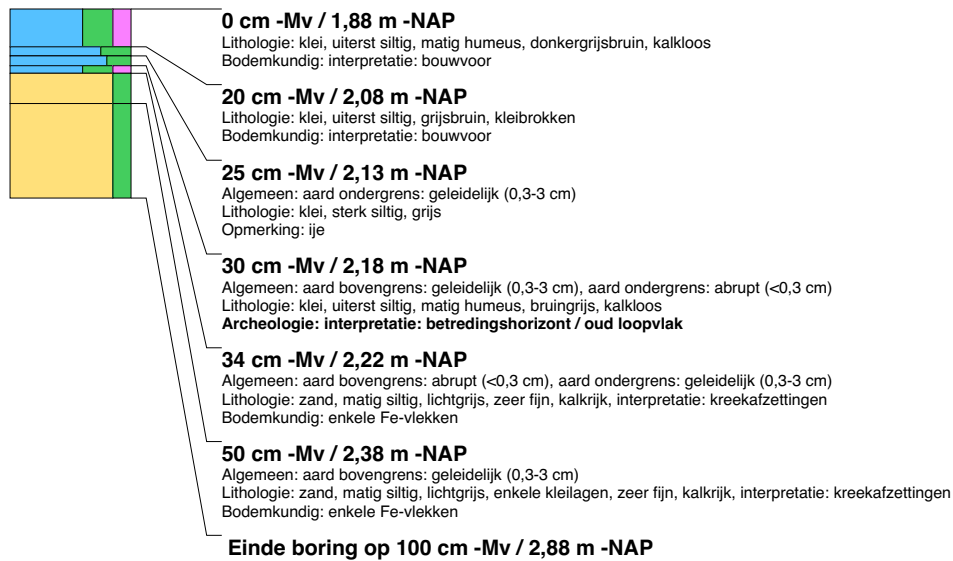 0 cm -Mv / 1,88 m -NAP
Lithologie: klei, uiterst siltig, matig humeus, donkergrijsbruin, kalkloos
Bodemkundig: interpretatie: bouwvoor
20 cm -Mv / 2,08 m -NAP
Lithologie: klei, uiterst siltig, grijsbruin, kleibrokken
Bodemkundig: interpretatie: bouwvoor
25 cm -Mv / 2,13 m -NAP
Algemeen: aard ondergrens: geleidelijk (0,3-3 cm)
Lithologie: klei, sterk siltig, grijs
Opmerking: ije
30 cm -Mv / 2,18 m -NAP
Algemeen: aard bovengrens: geleidelijk (0,3-3 cm), aard ondergrens: abrupt (<0,3 cm)
Lithologie: klei, uiterst siltig, matig humeus, bruingrijs, kalkloos
Archeologie: interpretatie: betredingshorizont / oud loopvlak
34 cm -Mv / 2,22 m -NAP
Algemeen: aard bovengrens: abrupt (<0,3 cm), aard ondergrens: geleidelijk (0,3-3 cm)
Lithologie: zand, matig siltig, lichtgrijs, zeer fijn, kalkrijk, interpretatie: kreekafzettingen
Bodemkundig: enkele Fe-vlekken
50 cm -Mv / 2,38 m -NAP
Algemeen: aard bovengrens: geleidelijk (0,3-3 cm)
Lithologie: zand, matig siltig, lichtgrijs, enkele kleilagen, zeer fijn, kalkrijk, interpretatie: kreekafzettingen
Bodemkundig: enkele Fe-vlekken
Einde boring op 100 cm -Mv / 2,88 m -NAP